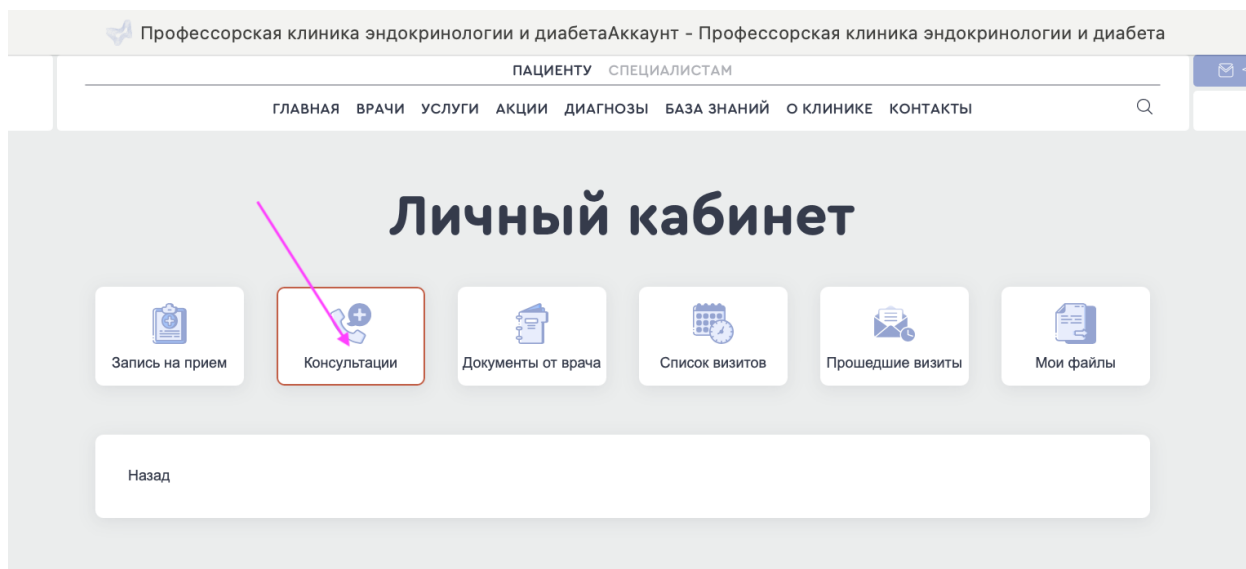 Профессорская клиника эндокринологии и диабетаАккаунт - Профессорская клиника эндокринологии и диабета
ПАЦИЕНТУ СПЕЦИАЛИСТАМ
ГЛАВНАЯ ВРАЧИ УСЛУГИ АКЦИИ ДИАГНОЗЫ БАЗА ЗНАНИЙ О КЛИНИКЕ КОНТАКТЫ
Личный кабинет
Запись на прием
Консультации
Документы от врача
Список визитов
Прошедшие визиты
Мои файлы
Назад